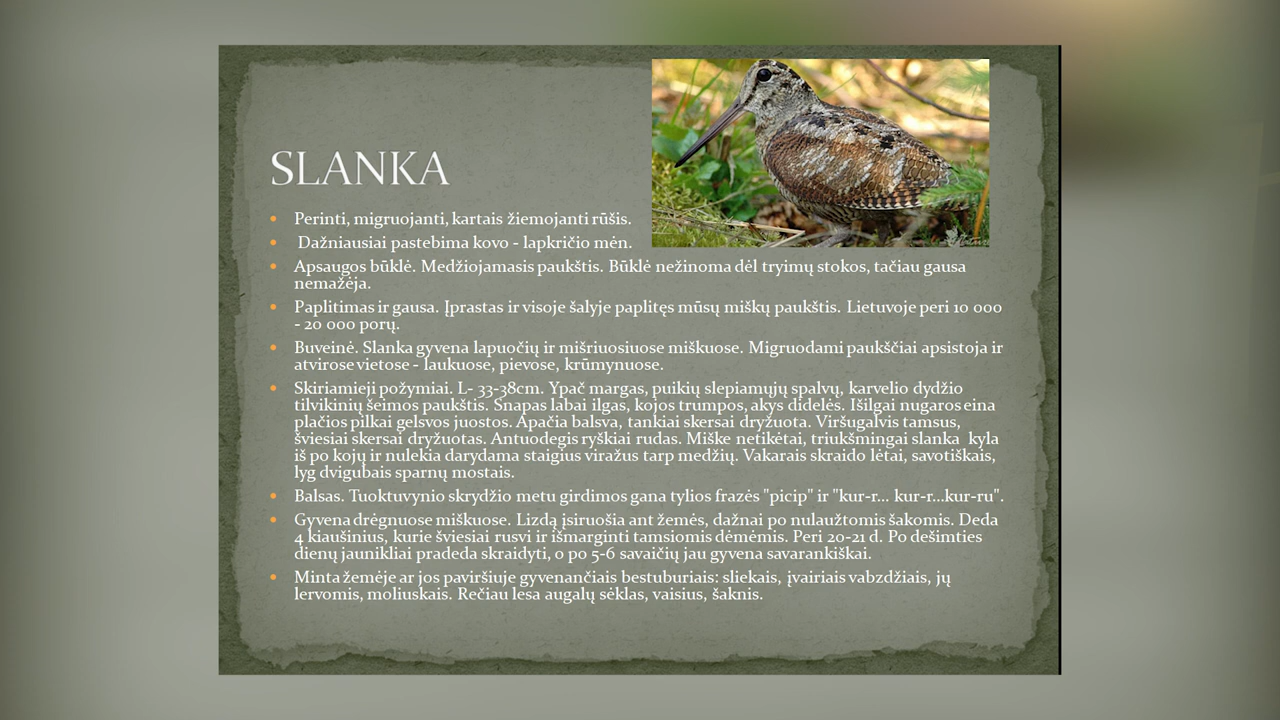 SLANKA
Perinti, migruojanti, kartais žiemojanti rūšis.
Dažniausiai pastebima kovo - lapkričio mėn.
Apsaugos būklė. Medžiojamasis paukštis. Būklė nežinoma dėl tryimų stokos, tačiau gausa
nemažėja.
Paplitimas ir gausa. Įprastas ir visoje šalyje paplitęs mūsų miškų paukštis. Lietuvoje peri 10 000
- 20 000 porų.
Buveinė. Slanka gyvena lapuočių ir mišriuosiuose miškuose. Migruodami paukščiai apsistoja ir
atvirose vietose - laukuose, pievose, krūmynuose.
Skiriamieji požymiai. L- 33-38cm. Ypač margas, puikių slepiamųjų spalvų, karvelio dydžio
tilvikinių šeimos paukštis. Snapas labai ilgas, kojos trumpos, akys didelės. Išilgai nugaros eina
plačios pilkai gelsvos juostos. Apačia balsva, tankiai skersai dryžuota. Viršugalvis tamsus,
šviesiai skersai dryžuotas. Antuodegis ryškiai rudas. Miške netikėtai, triukšmingai slanka kyla
iš po kojų ir nulekia darydama staigius viražus tarp medžių. Vakarais skraido lėtai, savotiškais,
lyg dvigubais sparnų mostais.
Balsas. Tuoktuvynio skrydžio metu girdimos gana tylios frazės "picip" ir "kur-r... kur-r...kur-ru".
Gyvena drėgnuose miškuose. Lizdą įsiruošia ant žemės, dažnai po nulaužtomis šakomis. Deda
4 kiaušinius, kurie šviesiai rusvi ir išmarginti tamsiomis dėmėmis. Peri 20-21 d. Po dešimties
dienų jaunikliai pradeda skraidyti, o po 5-6 savaičių jau gyvena savarankiškai.
Minta žemėje ar jos paviršiuje gyvenančiais bestuburiais: sliekais, įvairiais vabzdžiais, jų
lervomis, moliuskais. Rečiau lesa augalų sėklas, vaisius, šaknis.